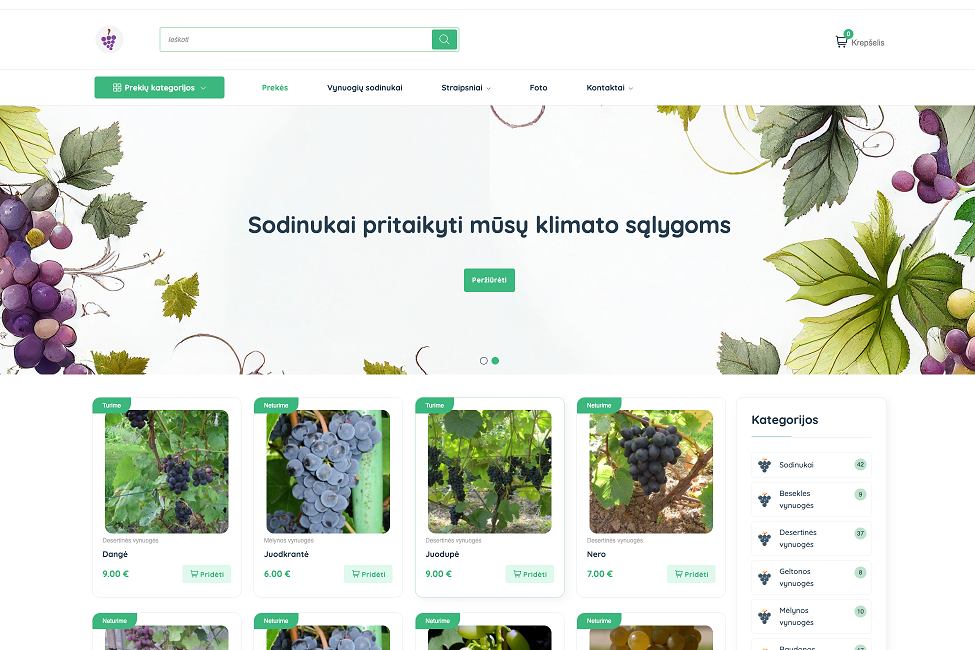 Ieškoti
0
Krepšelis
Prekių kategorijos
Prekės
Vynuogių sodinukai
Straipsniai
Foto
Kontaktai
Sodinukai pritaikyti mūsų klimato sąlygoms
Peržiūrėti
Turime
Desertinės vynuogės
Dangė
9.00 €
Pridėti
Neturime
Mėlynos vynuogės
Juodkrantė
6.00 €
Pridėti
Turime
Desertinės vynuogės
Juodupė
9.00 €
Pridėti
Neturime
Desertinės vynuogės
Nero
7.00 €
Pridėti
Neturime
Neturime
Neturime
Neturime
Kategorijos
Sodinukai
42
Besėklės
vynuogės
9
Desertinės
vynuogės
37
Geltonos
vynuogės
8
Mėlynos
vynuogės
10
Raudonos
17